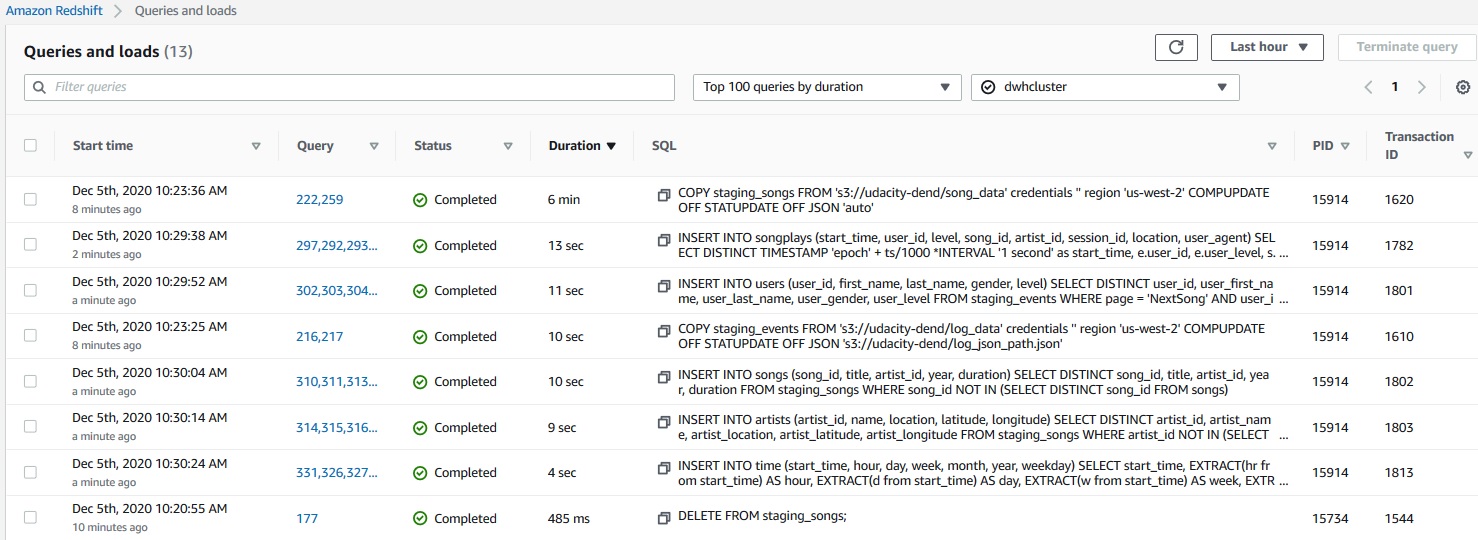 Amazon Redshift > Queries and loads
Queries and loads (13)
Last hour
Terminate query
Filter queries
Top 100 queries by duration
dwhcluster
1
Start time
Query
Status
Duration
SQL
PID
Transaction
ID
Dec 5th, 2020 10:23:36 AM
8 minutes ago
222,259
Completed
6 min
COPY staging_songs FROM 's3://udacity-dend/song_data' credentials '' region 'us-west-2' COMPUPDATE
OFF STATUPDATE OFF JSON 'auto'
15914
1620
Dec 5th, 2020 10:29:38 AM
2 minutes ago
297,292,293...
Completed
13 sec
INSERT INTO songplays (start_time, user_id, level, song_id, artist_id, session_id, location, user_agent) SEL
ECT DISTINCT TIMESTAMP 'epoch' + ts/1000 *INTERVAL '1 second' as start_time, e.user_id, e.user_level, s. ...
15914
1782
Dec 5th, 2020 10:29:52 AM
a minute ago
302,303,304...
Completed
11 sec
INSERT INTO users (user_id, first_name, last_name, gender, level) SELECT DISTINCT user_id, user_first_na
me, user_last_name, user_gender, user_level FROM staging_events WHERE page = 'NextSong' AND user_i ...
15914
1801
Dec 5th, 2020 10:23:25 AM
8 minutes ago
216,217
Completed
10 sec
COPY staging_events FROM 's3://udacity-dend/log_data' credentials '' region 'us-west-2' COMPUPDATE
OFF STATUPDATE OFF JSON 's3://udacity-dend/log_json_path.json'
15914
1610
Dec 5th, 2020 10:30:04 AM
a minute ago
310,311,313...
Completed
10 sec
INSERT INTO songs (song_id, title, artist_id, year, duration) SELECT DISTINCT song_id, title, artist_id, yea
r, duration FROM staging_songs WHERE song_id NOT IN (SELECT DISTINCT song_id FROM songs)
15914
1802
Dec 5th, 2020 10:30:14 AM
a minute ago
314,315,316...
Completed
9 sec
INSERT INTO artists (artist_id, name, location, latitude, longitude) SELECT DISTINCT artist_id, artist_nam
e, artist_location, artist_latitude, artist_longitude FROM staging_songs WHERE artist_id NOT IN (SELECT ...
15914
1803
Dec 5th, 2020 10:30:24 AM
a minute ago
331,326,327...
Completed
4 sec
INSERT INTO time (start_time, hour, day, week, month, year, weekday) SELECT start_time, EXTRACT(hr fr
om start_time) AS hour, EXTRACT(d from start_time) AS day, EXTRACT(w from start_time) AS week, EXTR ...
15914
1813
Dec 5th, 2020 10:20:55 AM
10 minutes ago
177
Completed
485 ms
DELETE FROM staging_songs;
15734
1544